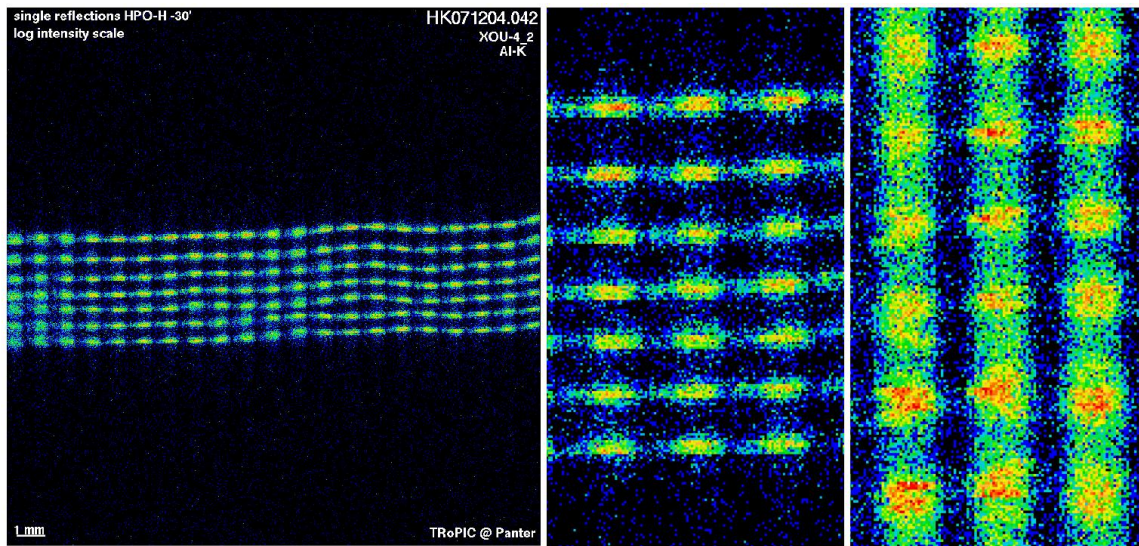 single reflections HPO-H -30'
log intensity scale
HK071204.042
XOU-4_2
Al-K
1 mm
TRoPIC @ Panter